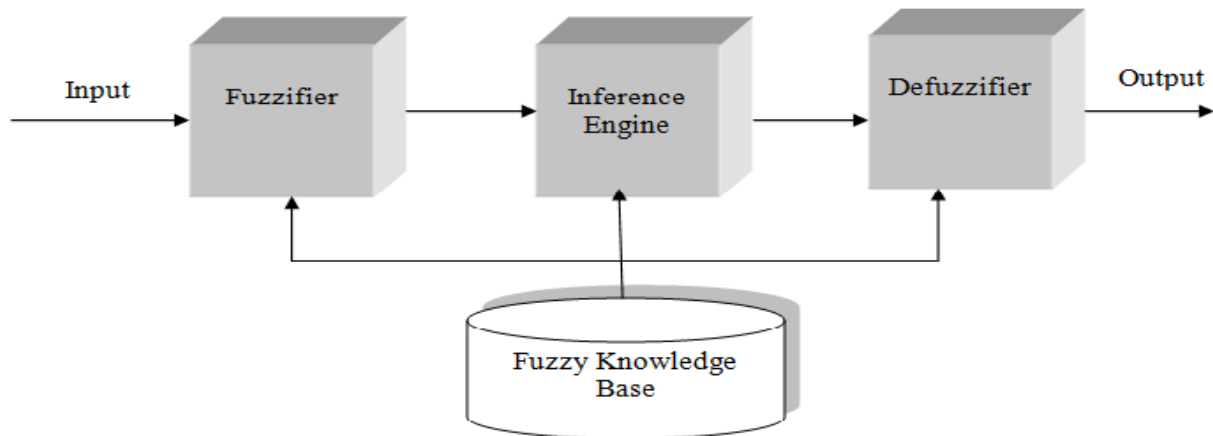 Input
Fuzzifier
Inference
Engine
Defuzzifier
Output
Fuzzy Knowledge
Base